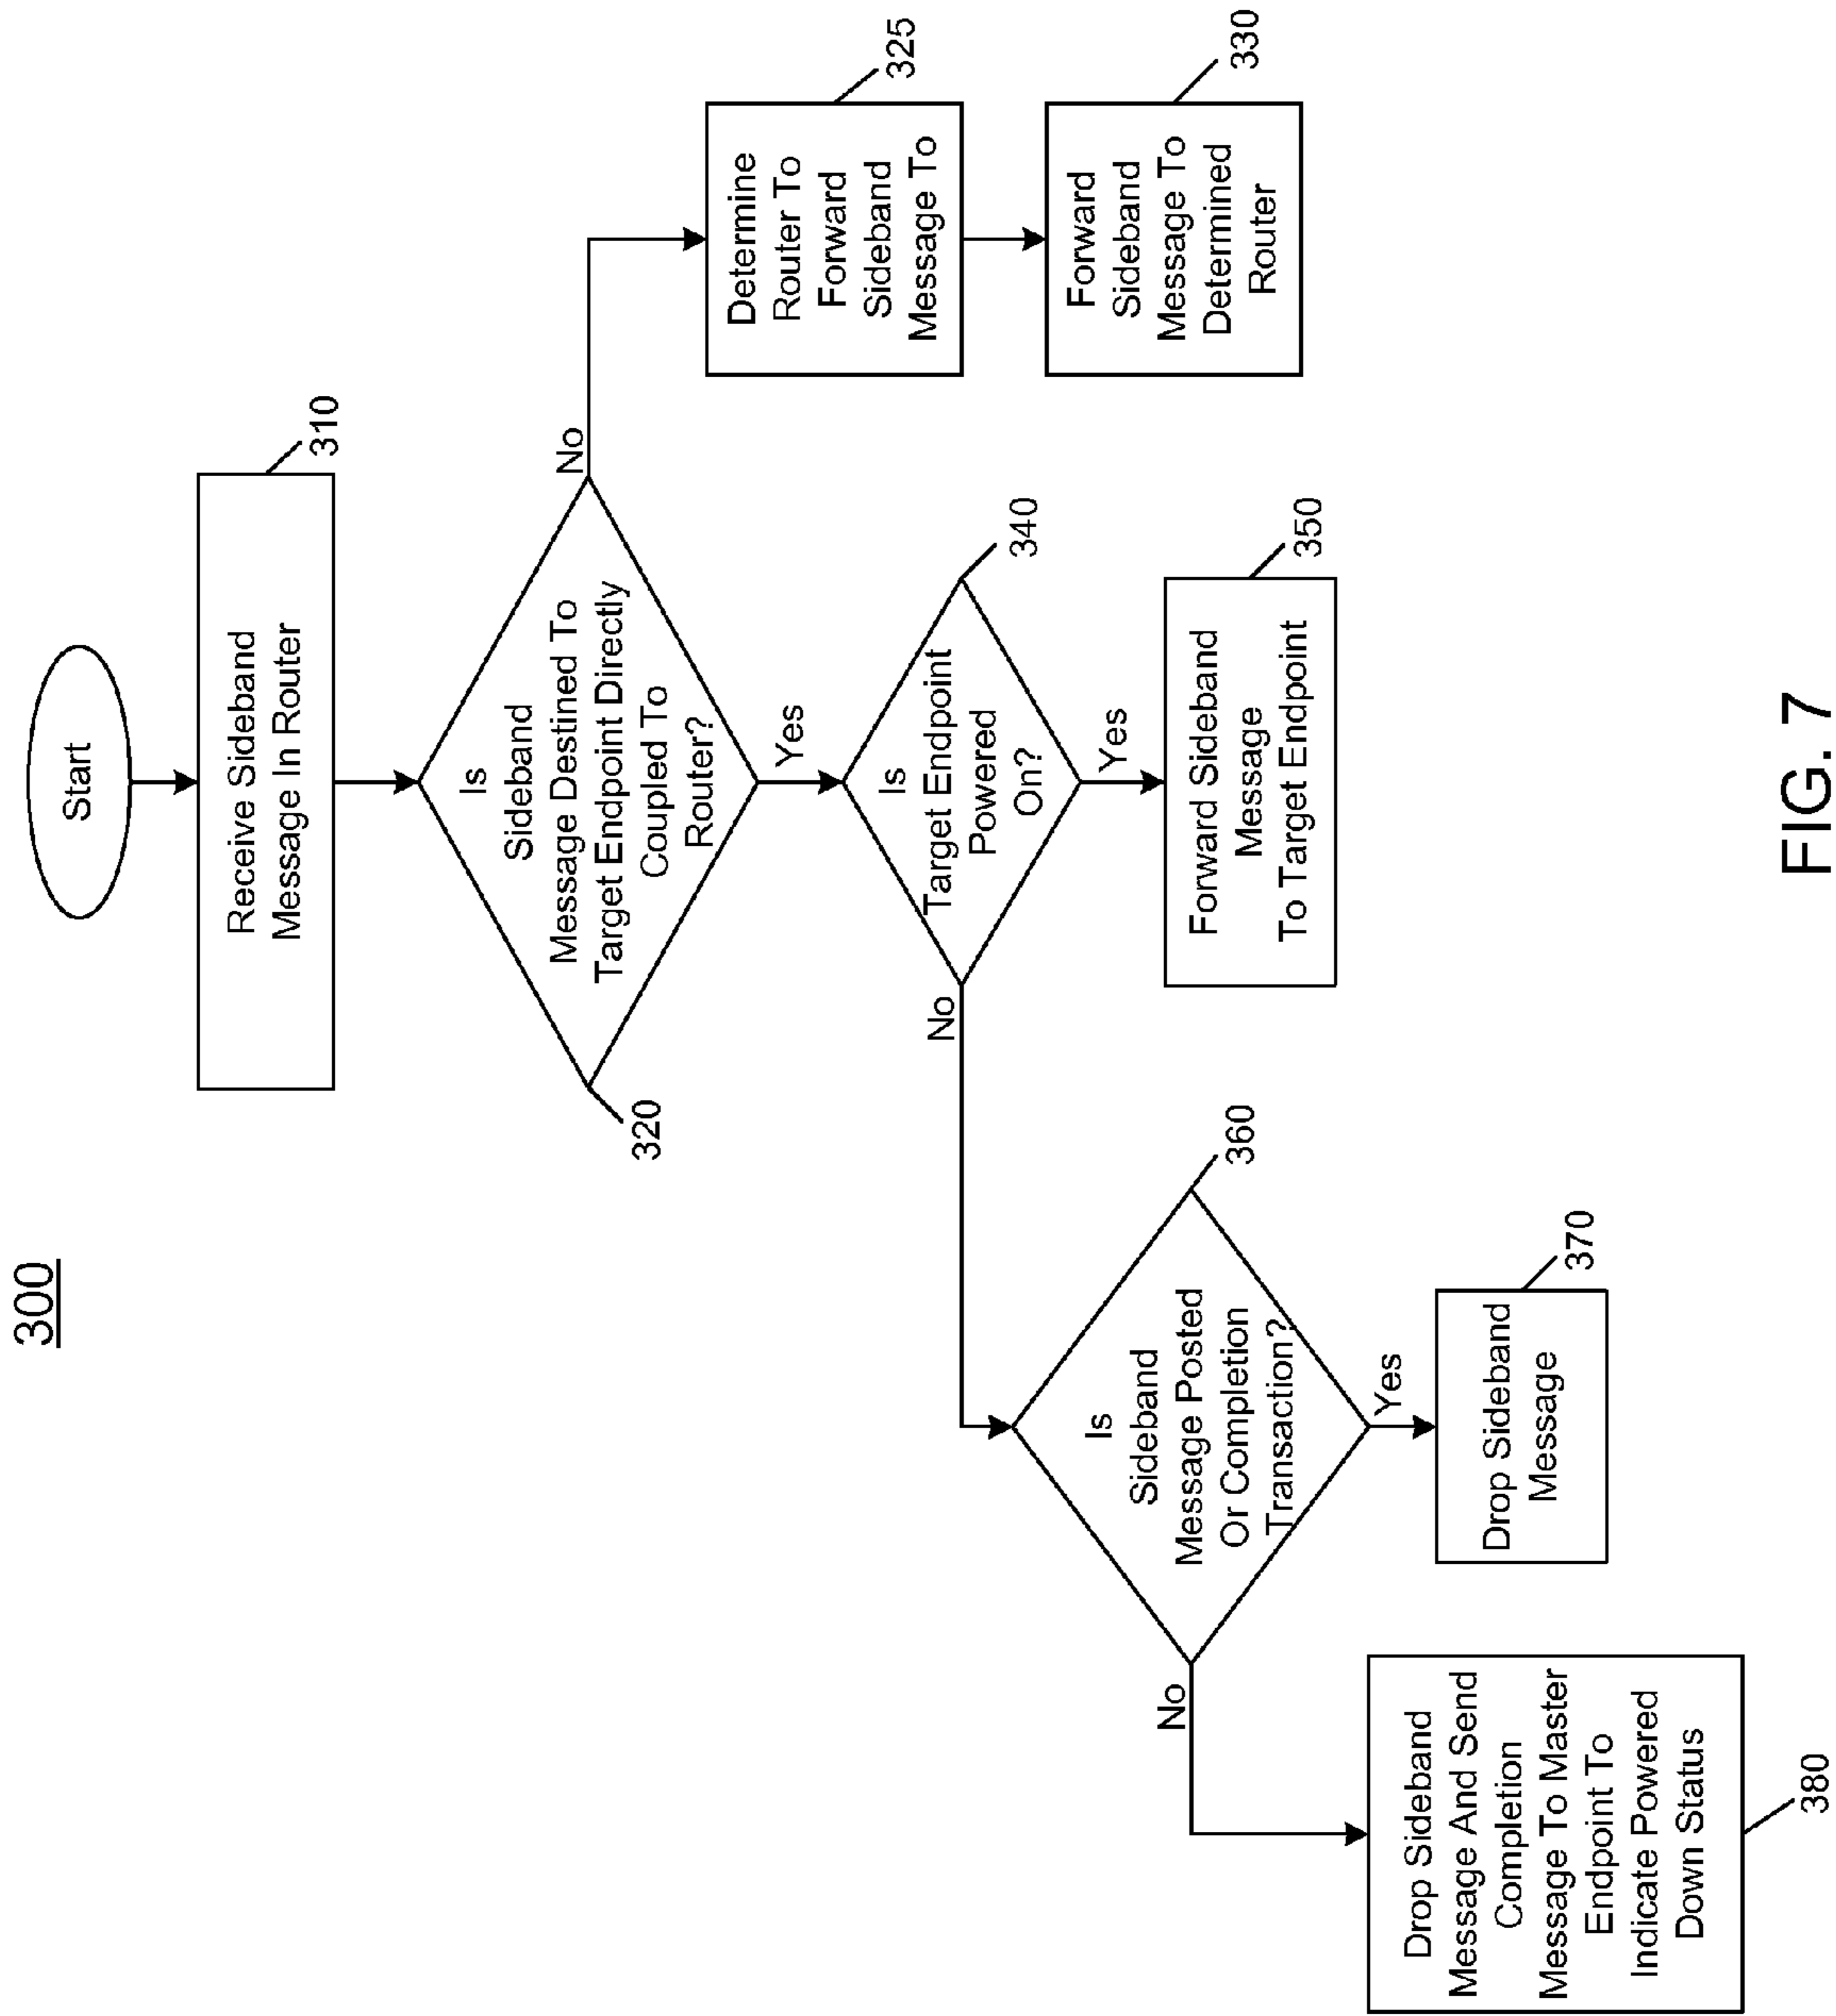 300
Start
Receive Sideband
Message In Router
310
Is
Sideband
Message Destined To
Target Endpoint Directly
Coupled To
Router?
320
No
Determine
Router To
Forward
Sideband
Message To
325
Forward
Sideband
Message To
Determined
Router
330
Yes
Is
Target Endpoint
Powered
On?
340
Yes
Forward Sideband
Message
To Target Endpoint
350
No
Is
Sideband
Message Posted
Or Completion
Transaction?
360
Yes
Drop Sideband
Message
370
No
Drop Sideband
Message And Send
Completion
Message To Master
Endpoint To
Indicate Powered
Down Status
380
FIG. 7